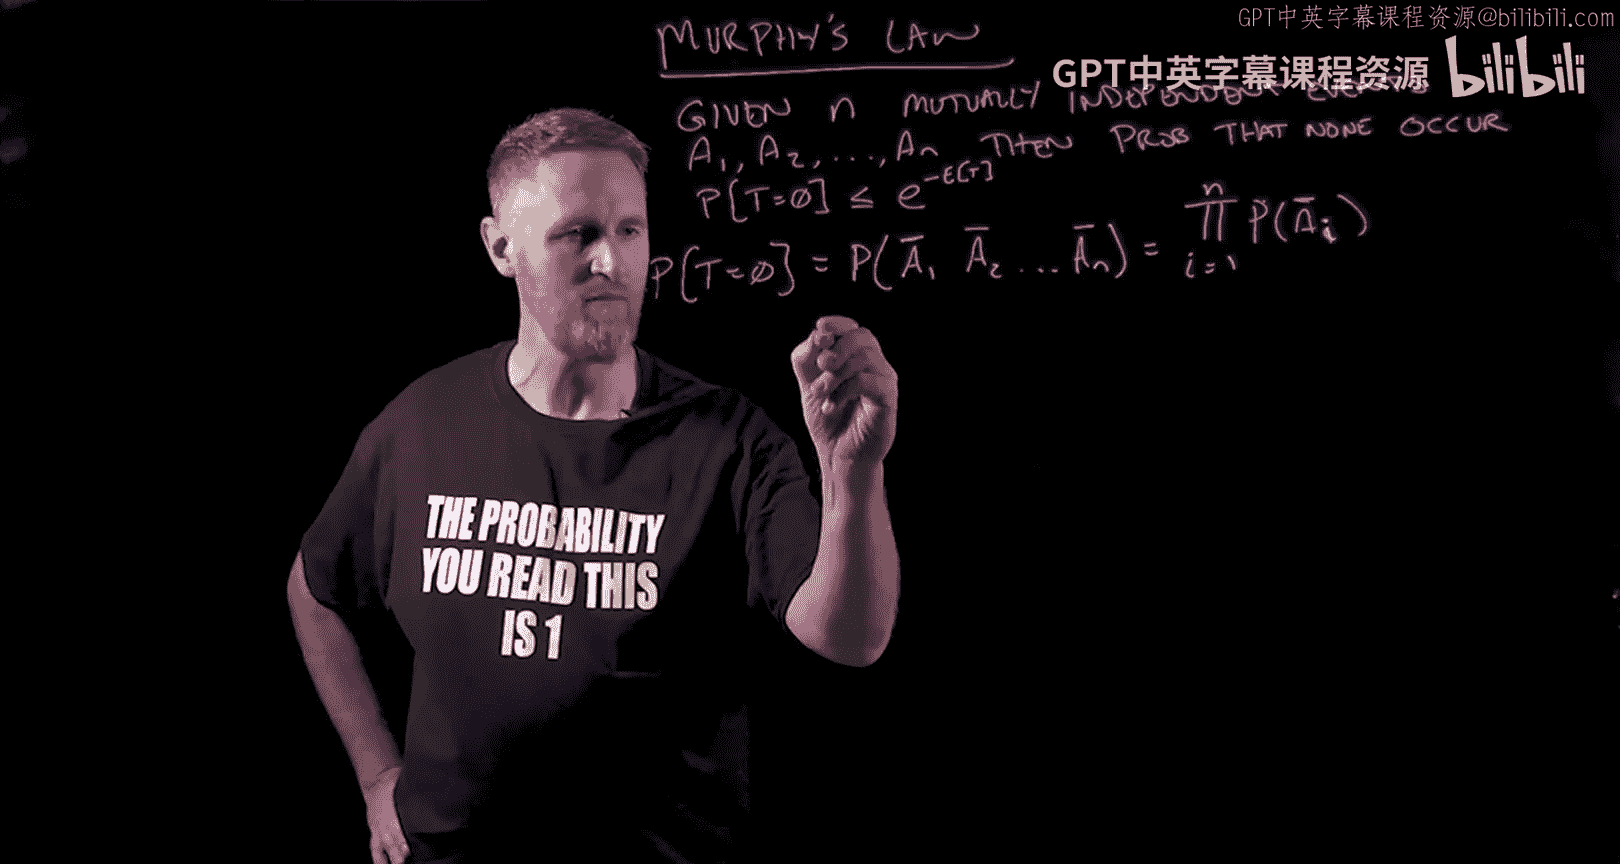 GPT中英字幕课程资源@bilibili.com
GPT中英字幕课程资源 bilibili
MURPHY'S LAW
GIVEN n MUTUALLY INDEPENDENT EVENTS
A₁, A₂, ..., Aₙ THEN PROB THAT NONE OCCUR
P[T=∅] ≤ e^{-E[T]}
P[T=∅] = P(Ā₁ Ā₂ ... Āₙ) = ∏_{i=1}^{n} P(Āᵢ)
THE PROBABILITY
YOU READ THIS
IS 1